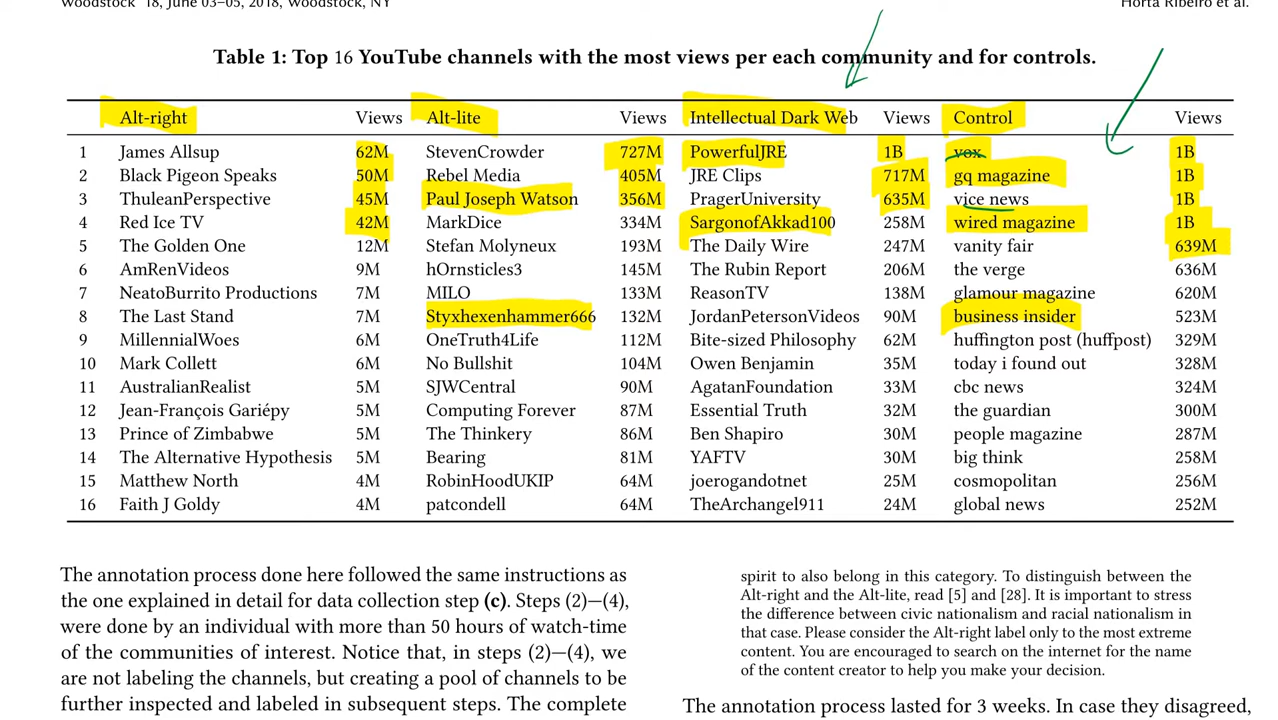 Woodstock '18, June 03–05, 2018, Woodstock, NY Horta Ribeiro et al.
Table 1: Top 16 YouTube channels with the most views per each community and for controls.
Alt-right Views Alt-lite Views Intellectual Dark Web Views Control Views
1 James Allsup 62M StevenCrowder 727M PowerfulJRE 1B vox 1B
2 Black Pigeon Speaks 50M Rebel Media 405M JRE Clips 717M gq magazine 1B
3 ThuleanPerspective 45M Paul Joseph Watson 356M PragerUniversity 635M vice news 1B
4 Red Ice TV 42M MarkDice 334M SargonofAkkad100 258M wired magazine 1B
5 The Golden One 12M Stefan Molyneux 193M The Daily Wire 247M vanity fair 639M
6 AmRenVideos 9M hOrnsticles3 145M The Rubin Report 206M the verge 636M
7 NeatoBurrito Productions 7M MILO 133M ReasonTV 138M glamour magazine 620M
8 The Last Stand 7M Styxhexenhammer666 132M JordanPetersonVideos 90M business insider 523M
9 MillennialWoes 6M OneTruth4Life 112M Bite-sized Philosophy 62M huffington post (huffpost) 329M
10 Mark Collett 6M No Bullshit 104M Owen Benjamin 35M today i found out 328M
11 AustralianRealist 5M SJWCentral 90M AgatanFoundation 33M cbc news 324M
12 Jean-François Gariépy 5M Computing Forever 87M Essential Truth 32M the guardian 300M
13 Prince of Zimbabwe 5M The Thinkery 86M Ben Shapiro 30M people magazine 287M
14 The Alternative Hypothesis 5M Bearing 81M YAFTV 30M big think 258M
15 Matthew North 4M RobinHoodUKIP 64M joerogandotnet 25M cosmopolitan 256M
16 Faith J Goldy 4M patcondell 64M TheArchangel911 24M global news 252M
The annotation process done here followed the same instructions as
the one explained in detail for data collection step (c). Steps (2)—(4),
were done by an individual with more than 50 hours of watch-time
of the communities of interest. Notice that, in steps (2)—(4), we
are not labeling the channels, but creating a pool of channels to be
further inspected and labeled in subsequent steps. The complete
spirit to also belong in this category. To distinguish between the
Alt-right and the Alt-lite, read [5] and [28]. It is important to stress
the difference between civic nationalism and racial nationalism in
that case. Please consider the Alt-right label only to the most extreme
content. You are encouraged to search on the internet for the name
of the content creator to help you make your decision.
The annotation process lasted for 3 weeks. In case they disagreed,